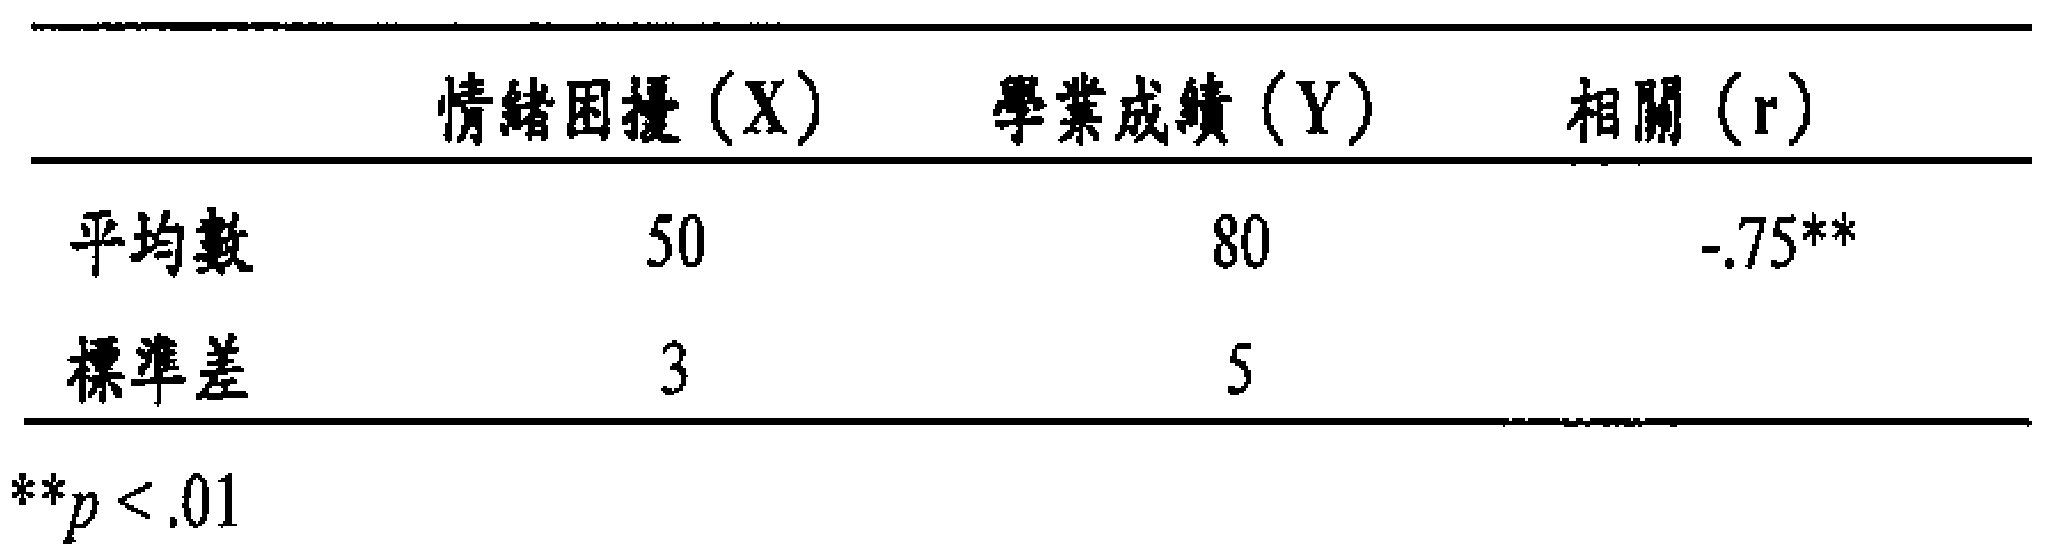 情緒困擾（X） 學業成績（Y） 相關（r）
平均數 50 80 -.75**
標準差 3 5
**p < .01